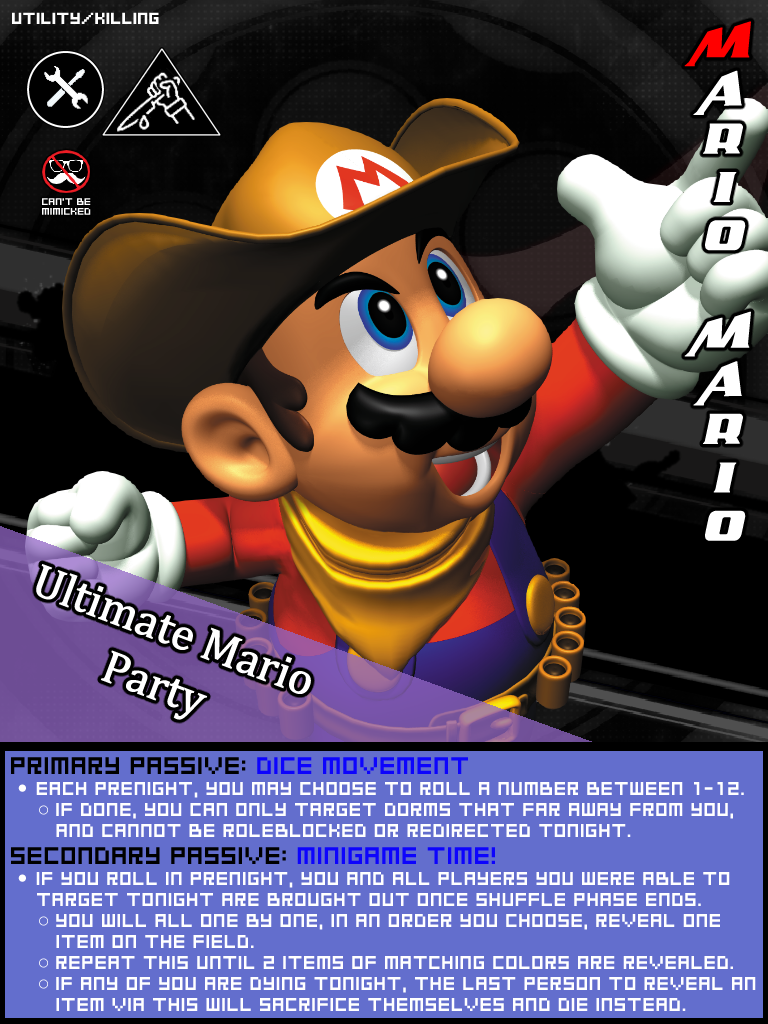 UTILITY/KILLING
CAN'T BE
MIMICKED
M
MARIO MARIO
Ultimate Mario
Party
PRIMARY PASSIVE: DICE MOVEMENT
• EACH PRENIGHT, YOU MAY CHOOSE TO ROLL A NUMBER BETWEEN 1-12.
○ IF DONE, YOU CAN ONLY TARGET DORMS THAT FAR AWAY FROM YOU,
AND CANNOT BE ROLEBLOCKED OR REDIRECTED TONIGHT.
SECONDARY PASSIVE: MINIGAME TIME!
• IF YOU ROLL IN PRENIGHT, YOU AND ALL PLAYERS YOU WERE ABLE TO
TARGET TONIGHT ARE BROUGHT OUT ONCE SHUFFLE PHASE ENDS.
○ YOU WILL ALL ONE BY ONE, IN AN ORDER YOU CHOOSE, REVEAL ONE
ITEM ON THE FIELD.
○ REPEAT THIS UNTIL 2 ITEMS OF MATCHING COLORS ARE REVEALED.
○ IF ANY OF YOU ARE DYING TONIGHT, THE LAST PERSON TO REVEAL AN
ITEM VIA THIS WILL SACRIFICE THEMSELVES AND DIE INSTEAD.